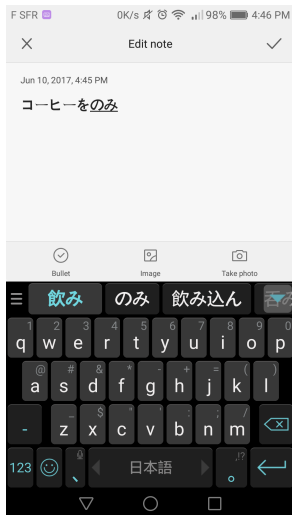 F SFR 0K/s 98% 4:46 PM
Edit note
Jun 10, 2017, 4:45 PM
コーヒーをのみ
Bullet Image Take photo
飲み のみ 飲み込ん 呑み
1 2 3 4 5 6 7 8 9 0
q w e r t y u i o p
@ # & * - + = ( )
a s d f g h j k l
_ $ " ' : ; /
- z x c v b n m
,!?
123 、 日本語 。